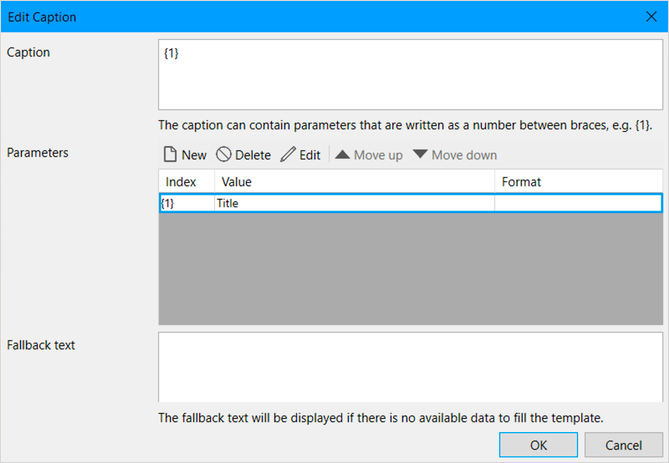 Edit Caption
Caption
{1}
The caption can contain parameters that are written as a number between braces, e.g. {1}.
Parameters
New Delete Edit Move up Move down
Index Value Format
{1} Title
Fallback text
The fallback text will be displayed if there is no available data to fill the template.
OK Cancel